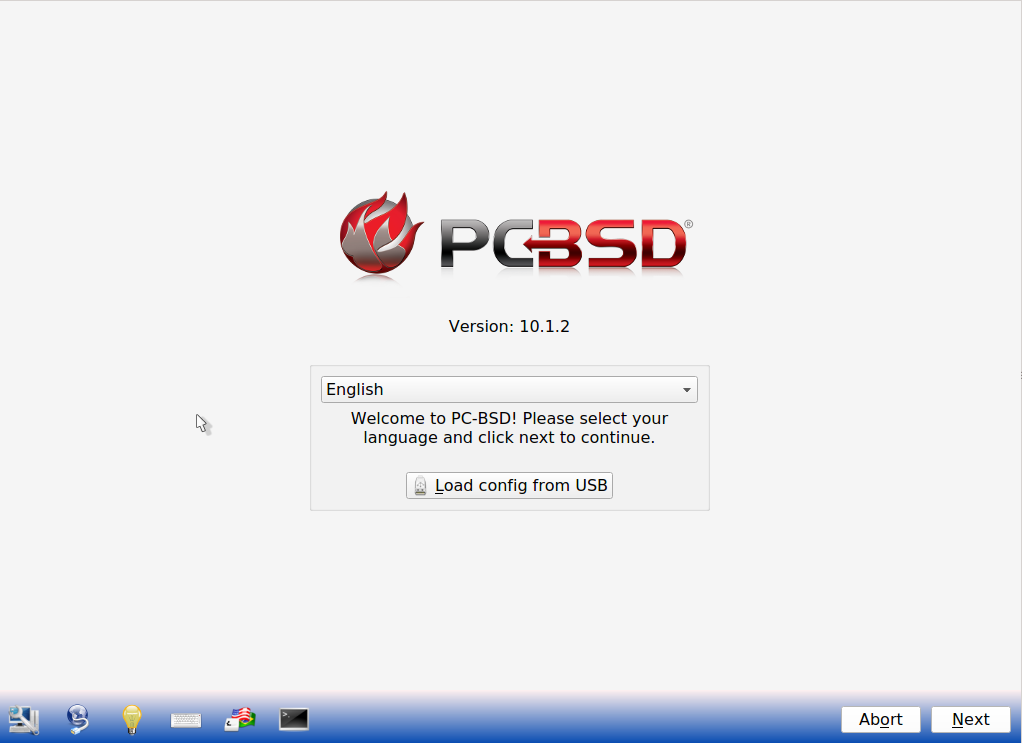 PCBSD®
Version: 10.1.2
English
Welcome to PC-BSD! Please select your
language and click next to continue.
Load config from USB
Abort
Next